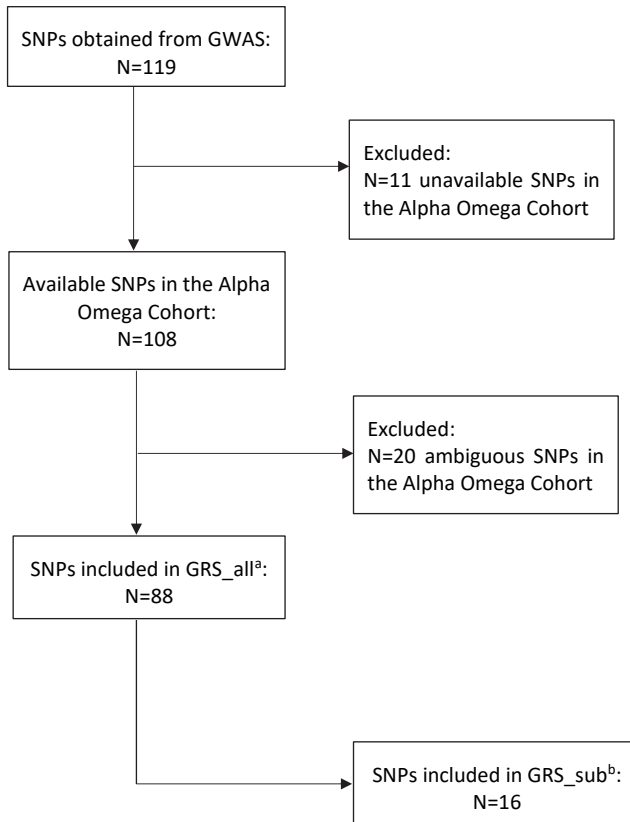 SNPs obtained from GWAS:
N=119
Excluded:
N=11 unavailable SNPs in
the Alpha Omega Cohort
Available SNPs in the Alpha
Omega Cohort:
N=108
Excluded:
N=20 ambiguous SNPs in
the Alpha Omega Cohort
SNPs included in GRS_allᵃ:
N=88
SNPs included in GRS_subᵇ:
N=16